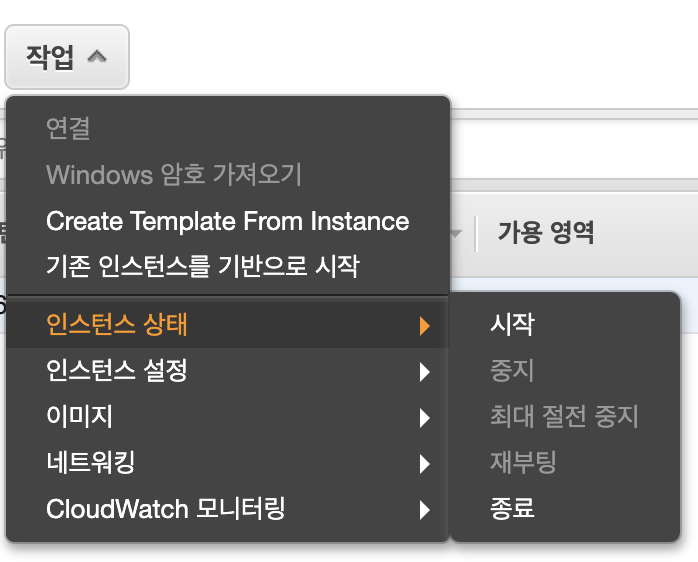 작업
연결
Windows 암호 가져오기
Create Template From Instance
기존 인스턴스를 기반으로 시작
인스턴스 상태
인스턴스 설정
이미지
네트워킹
CloudWatch 모니터링
가용 영역
시작
중지
최대 절전 중지
재부팅
종료